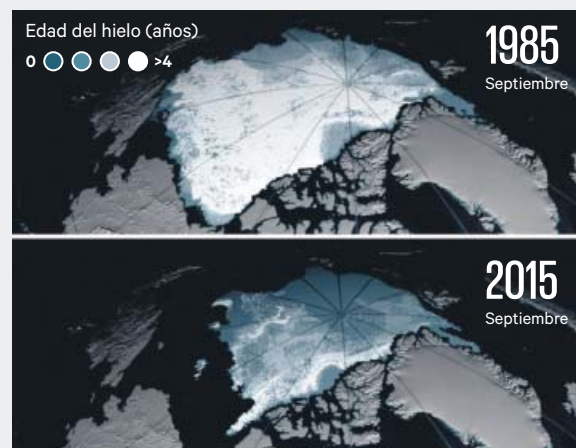 Edad del hielo (años)
0 >4
1985
Septiembre
2015
Septiembre